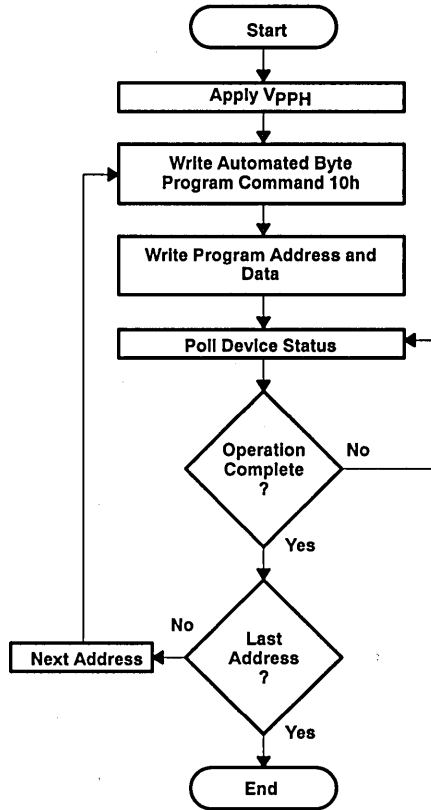 Start
Apply VPPH
Write Automated Byte
Program Command 10h
Write Program Address and
Data
Poll Device Status
Operation
Complete
?
No
Yes
No
Last
Address
?
Next Address
Yes
End